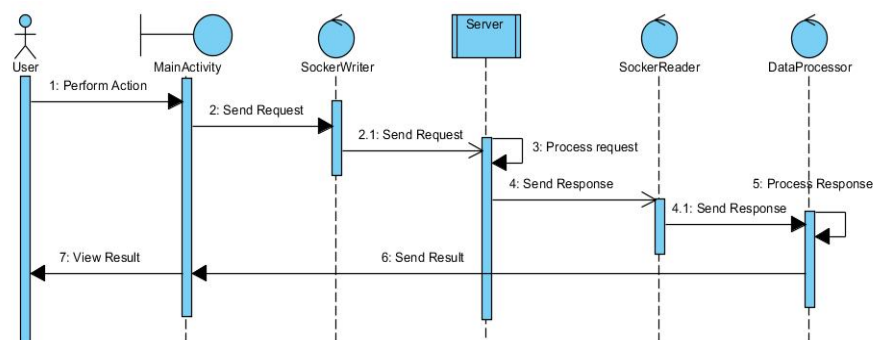 Server
User
MainActivity
SockerWriter
SockerReader
DataProcessor
1: Perform Action
2: Send Request
2.1: Send Request
3: Process request
4: Send Response
5: Process Response
4.1: Send Response
7: View Result
6: Send Result